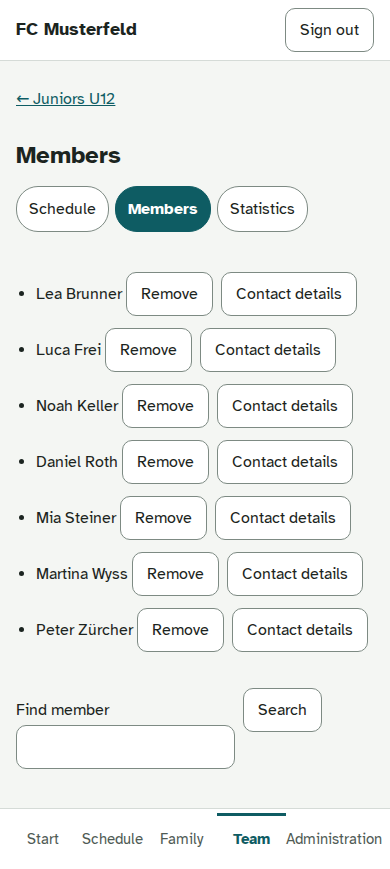 FC Musterfeld Sign out
← Juniors U12
Members
Schedule Members Statistics
• Lea Brunner Remove Contact details
• Luca Frei Remove Contact details
• Noah Keller Remove Contact details
• Daniel Roth Remove Contact details
• Mia Steiner Remove Contact details
• Martina Wyss Remove Contact details
• Peter Zürcher Remove Contact details
Find member Search
Start Schedule Family Team Administration